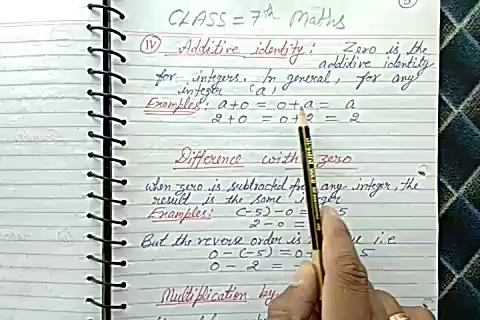 CLASS = 7th Maths
(IV) Additive identity: Zero is the
additive identity
for integers. In general, for any
integer 'a',
Examples: a+0 = 0+a = a
2+0 = 0+2 = 2
Difference with zero
when zero is subtracted from any integer, the
result is the same integer
Examples: (-5)-0 = 5
2-0 =
But the reverse order is i.e
0-(-5) = 0+ 5
0-2 =
Multiplication by